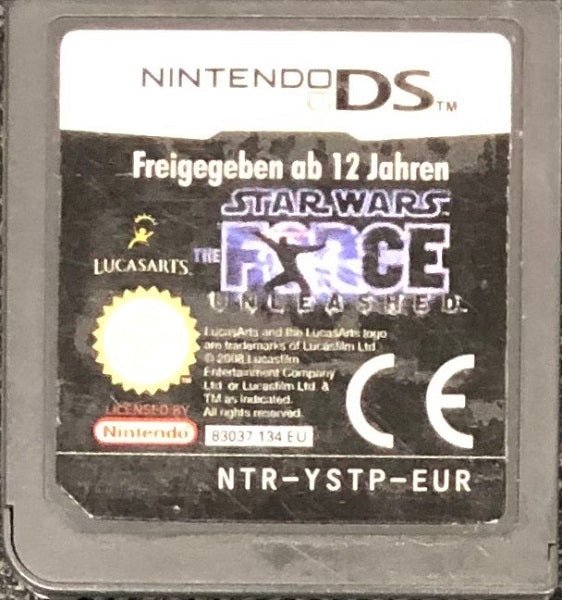 NINTENDO DS TM
Freigegeben ab 12 Jahren
STAR WARS
THE FORCE
UNLEASHED
LUCASARTS
LucasArts and the LucasArts logo
are trademarks of Lucasfilm Ltd.
© 2008 Lucasfilm
Entertainment Company
Ltd. or Lucasfilm Ltd. &
TM as indicated.
All rights reserved.
LICENSED BY
Nintendo
83037 134 EU
CE
NTR-YSTP-EUR